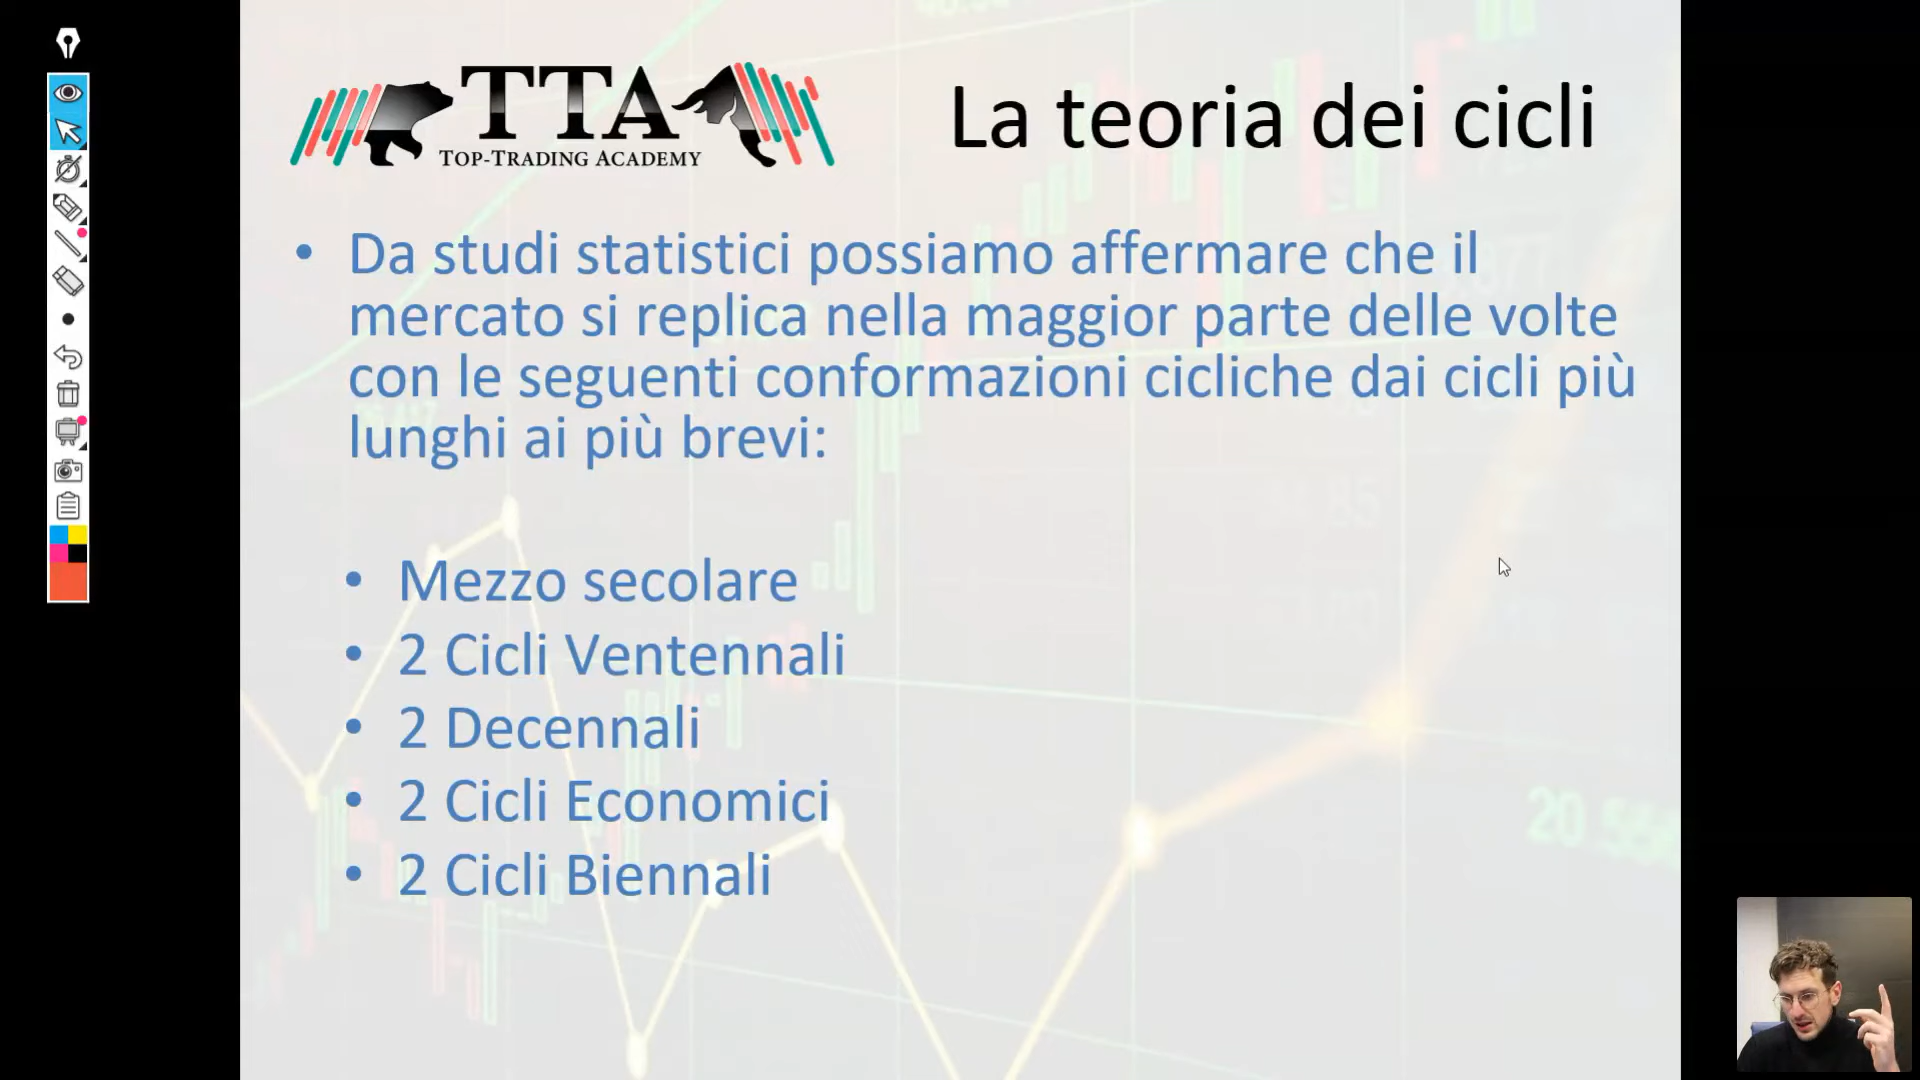 TTA
TOP-TRADING ACADEMY
La teoria dei cicli
• Da studi statistici possiamo affermare che il
mercato si replica nella maggior parte delle volte
con le seguenti conformazioni cicliche dai cicli più
lunghi ai più brevi:
• Mezzo secolare
• 2 Cicli Ventennali
• 2 Decennali
• 2 Cicli Economici
• 2 Cicli Biennali